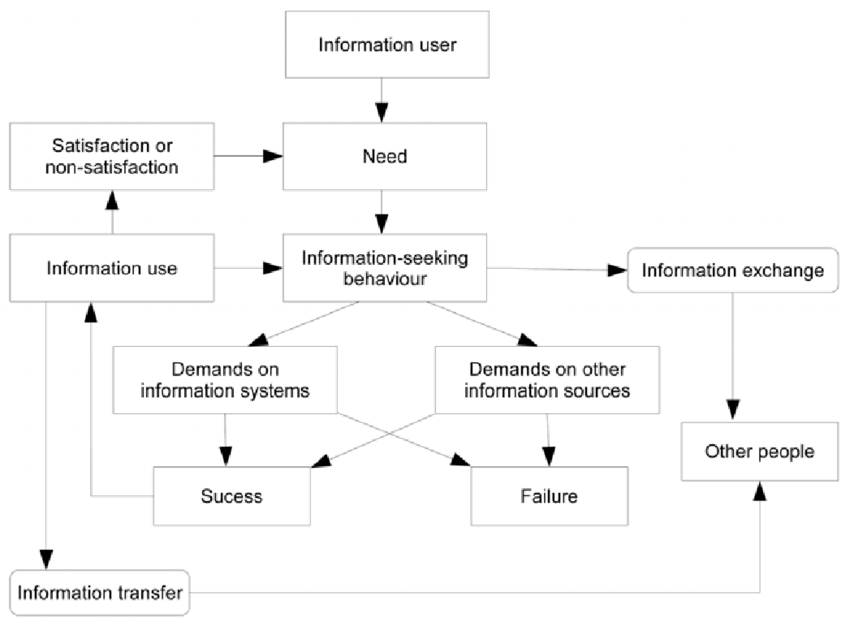 Information user
Satisfaction or
non-satisfaction
Need
Information use
Information-seeking
behaviour
Information exchange
Demands on
information systems
Demands on other
information sources
Other people
Sucess
Failure
Information transfer